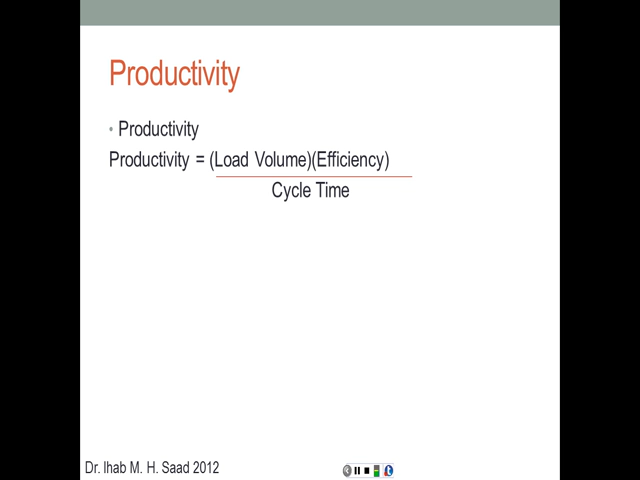 Productivity
• Productivity
Productivity = (Load Volume)(Efficiency)
Cycle Time
Dr. Ihab M. H. Saad 2012